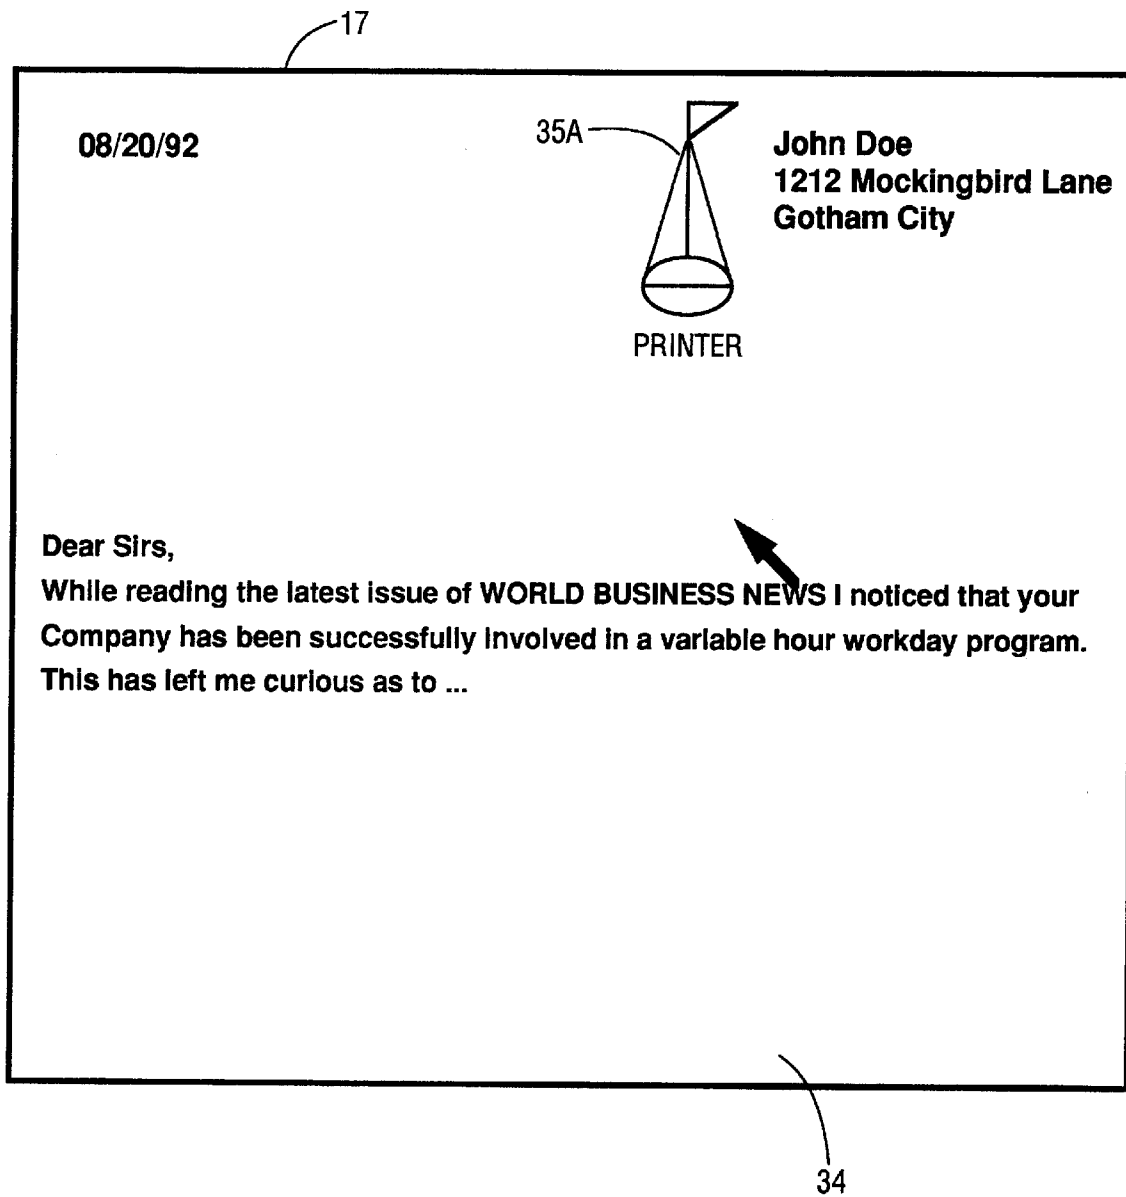 17
08/20/92
35A
John Doe
1212 Mockingbird Lane
Gotham City
PRINTER
Dear Sirs,
While reading the latest issue of WORLD BUSINESS NEWS I noticed that your
Company has been successfully involved in a variable hour workday program.
This has left me curious as to ...
34